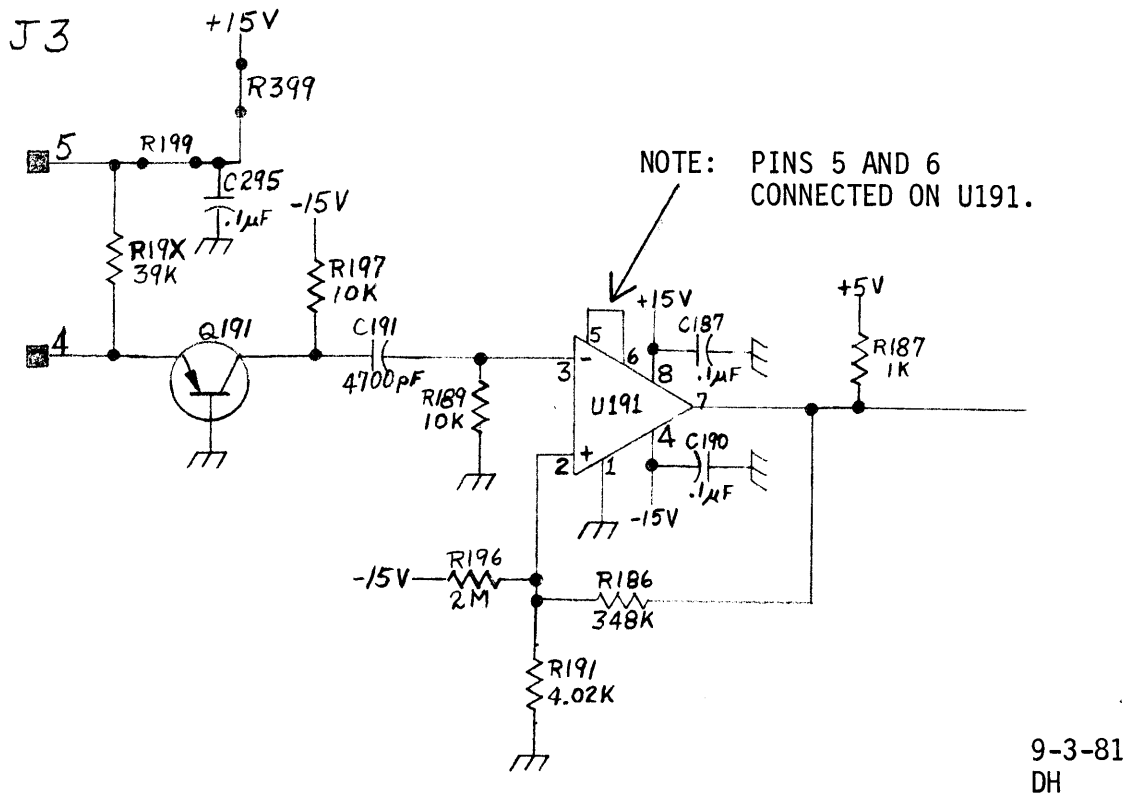 J3
+15V
R399
5
R199
C295
.1µF
-15V
R19X
39K
R197
10K
4
Q191
C191
4700pF
R189
10K
NOTE: PINS 5 AND 6
CONNECTED ON U191.
5
6
+15V
C187
.1µF
8
-
3
U191
7
+
2
1
4
C190
.1µF
-15V
+5V
R187
1K
-15V
R196
2M
R186
348K
R191
4.02K
9-3-81
DH